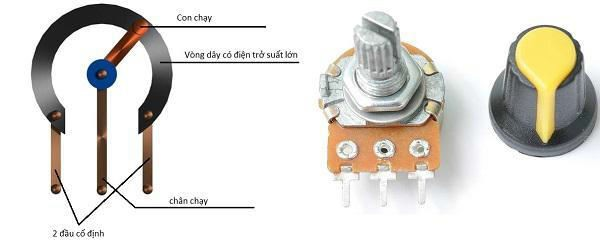 Con chạy
Vòng dây có điện trở suất lớn
chân chạy
2 đầu cố định